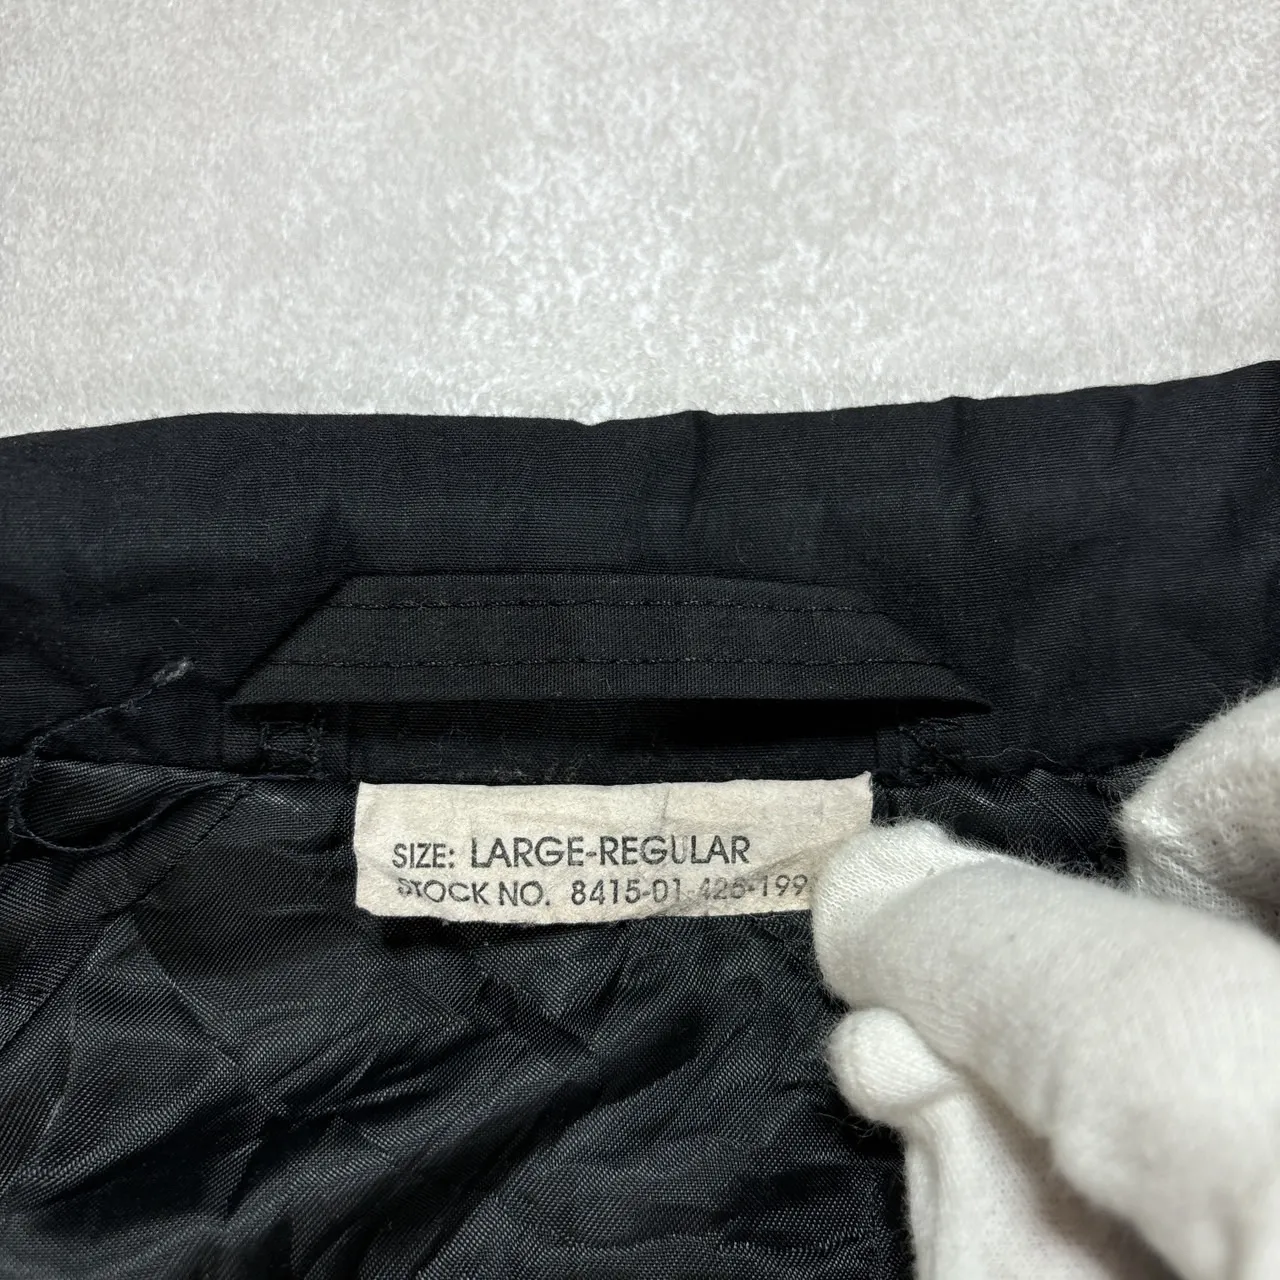 SIZE: LARGE-REGULAR
STOCK NO. 8415-01-426-199